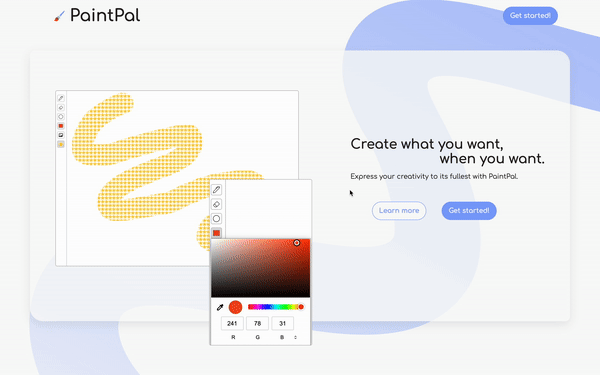 PaintPal
Get started!
Create what you want,
when you want.
Express your creativity to its fullest with PaintPal.
Learn more
Get started!
241 78 31
R G B